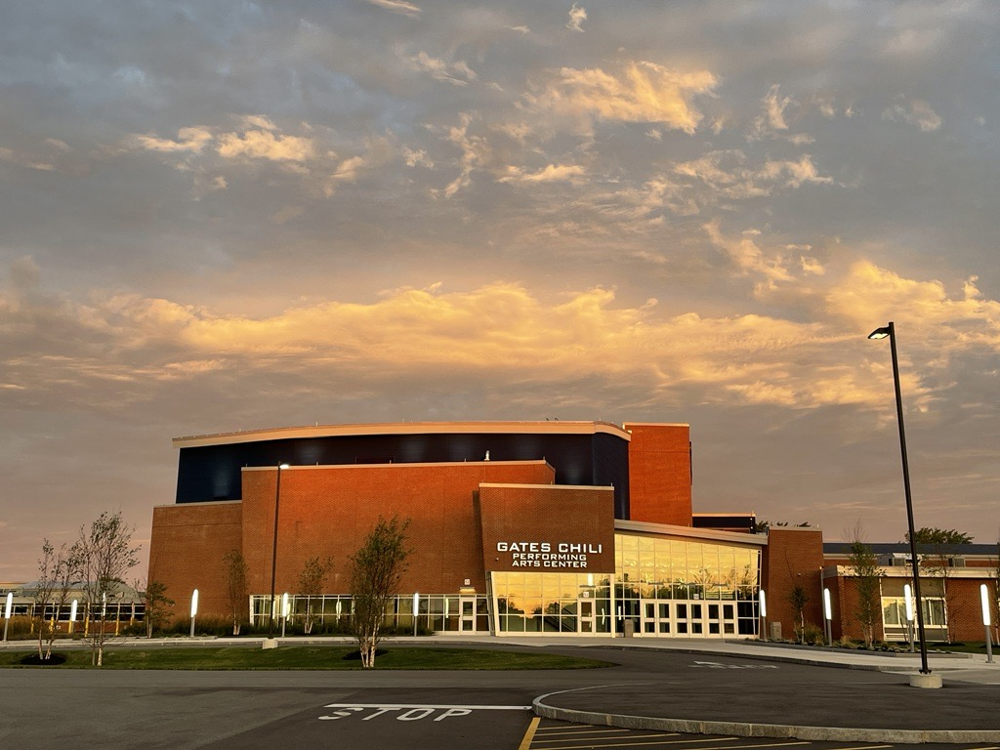 GATES CHILI
PERFORMING
ARTS CENTER
STOP